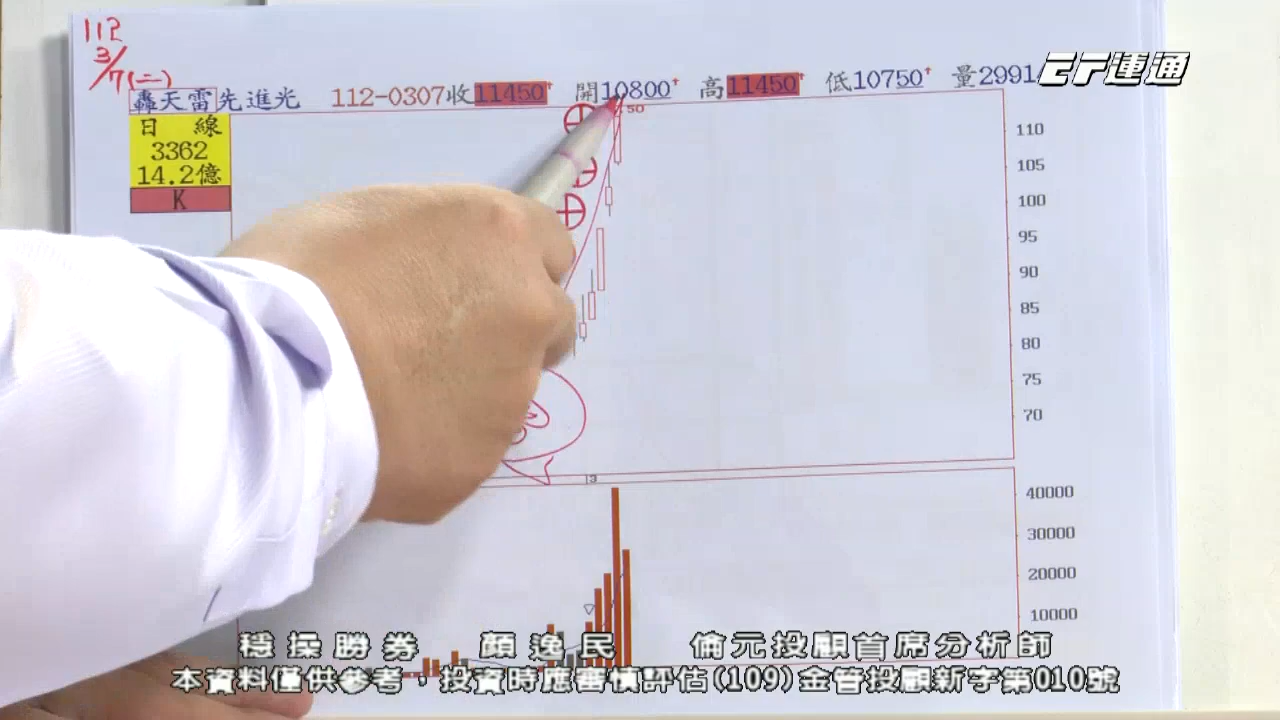 112
3/7(二)
EF運通
轟天雷先進光 112-0307收11450↑ 開10800↑ 高11450↑ 低10750↑ 量2991
日 線
3362
14.2億
K
50
110
105
100
95
90
85
80
75
70
3
40000
30000
20000
10000
穩操勝券 顏逸民 倫元投顧首席分析師
本資料僅供參考,投資時應審慎評估(109)金管投顧新字第010號